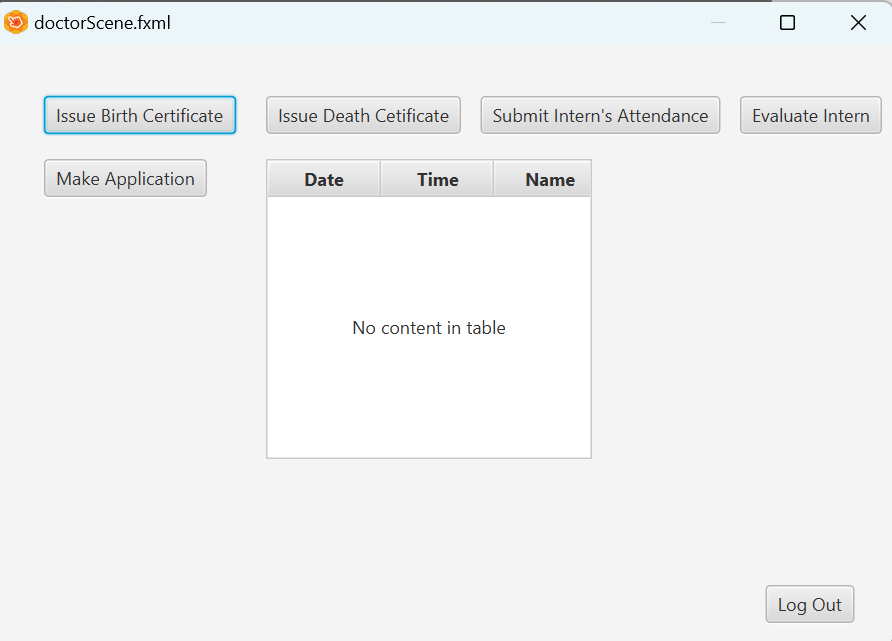 doctorScene.fxml
Issue Birth Certificate Issue Death Cetificate Submit Intern's Attendance Evaluate Intern
Make Application
Date Time Name
No content in table
Log Out